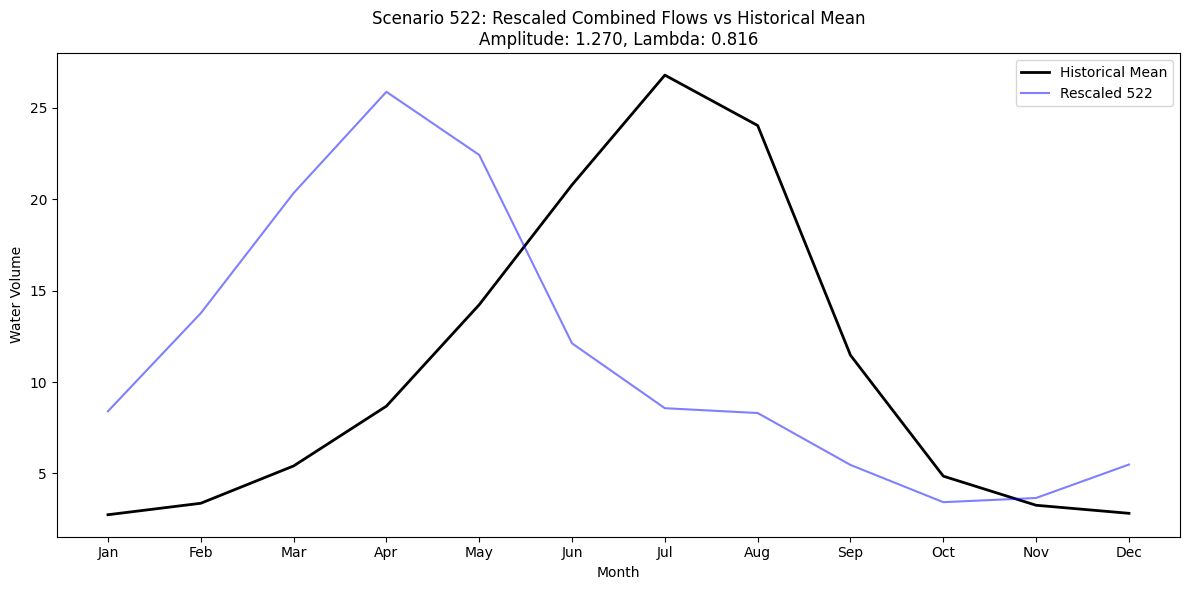 Scenario 522: Rescaled Combined Flows vs Historical Mean
Amplitude: 1.270, Lambda: 0.816
Historical Mean
Rescaled 522
Water Volume
25
20
15
10
5
Jan Feb Mar Apr May Jun Jul Aug Sep Oct Nov Dec
Month